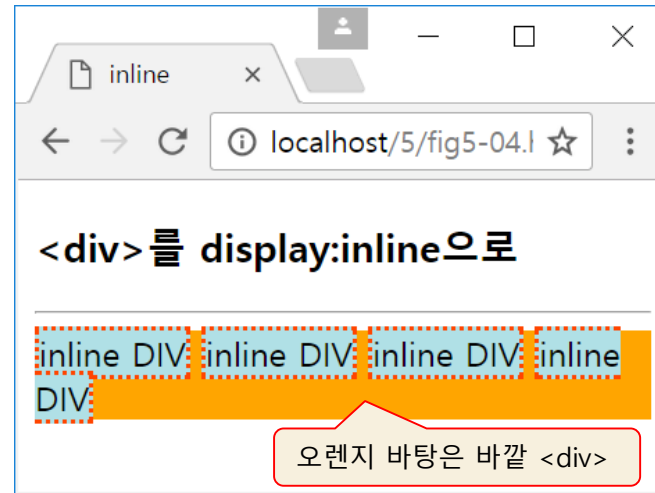 inline
localhost/5/fig5-04.h
<div>를 display:inline으로
inline DIV inline DIV inline DIV inline
DIV
오렌지 바탕은 바깥 <div>